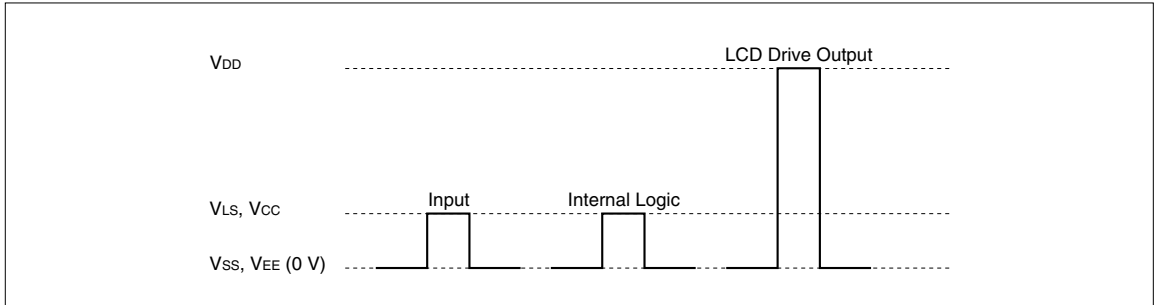 LCD Drive Output
VDD
Input
Internal Logic
VLS, VCC
VSS, VEE (0 V)